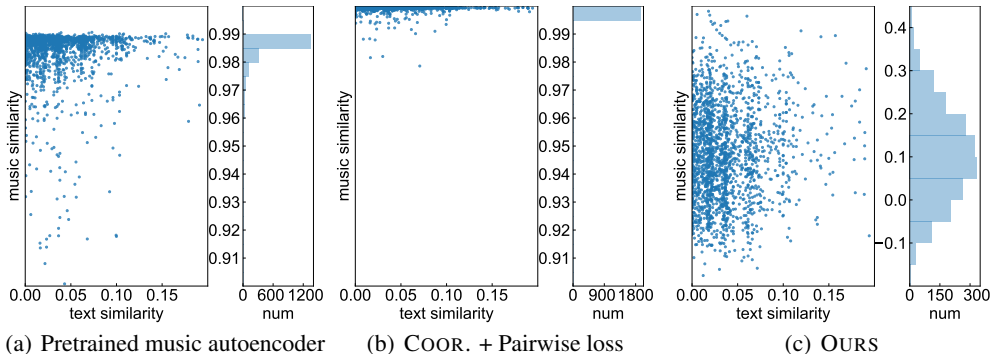 music similarity
0.99
0.98
0.97
0.96
0.95
0.94
0.93
0.92
0.91
0.00 0.05 0.10 0.15
text similarity
0 600 1200
num
(a) Pretrained music autoencoder
music similarity
0.99
0.98
0.97
0.96
0.95
0.94
0.93
0.92
0.91
0.00 0.05 0.10 0.15
text similarity
0 900 1800
num
(b) COOR. + Pairwise loss
music similarity
0.4
0.3
0.2
0.1
0.0
−0.1
0.00 0.05 0.10 0.15
text similarity
0 150 300
num
(c) OURS